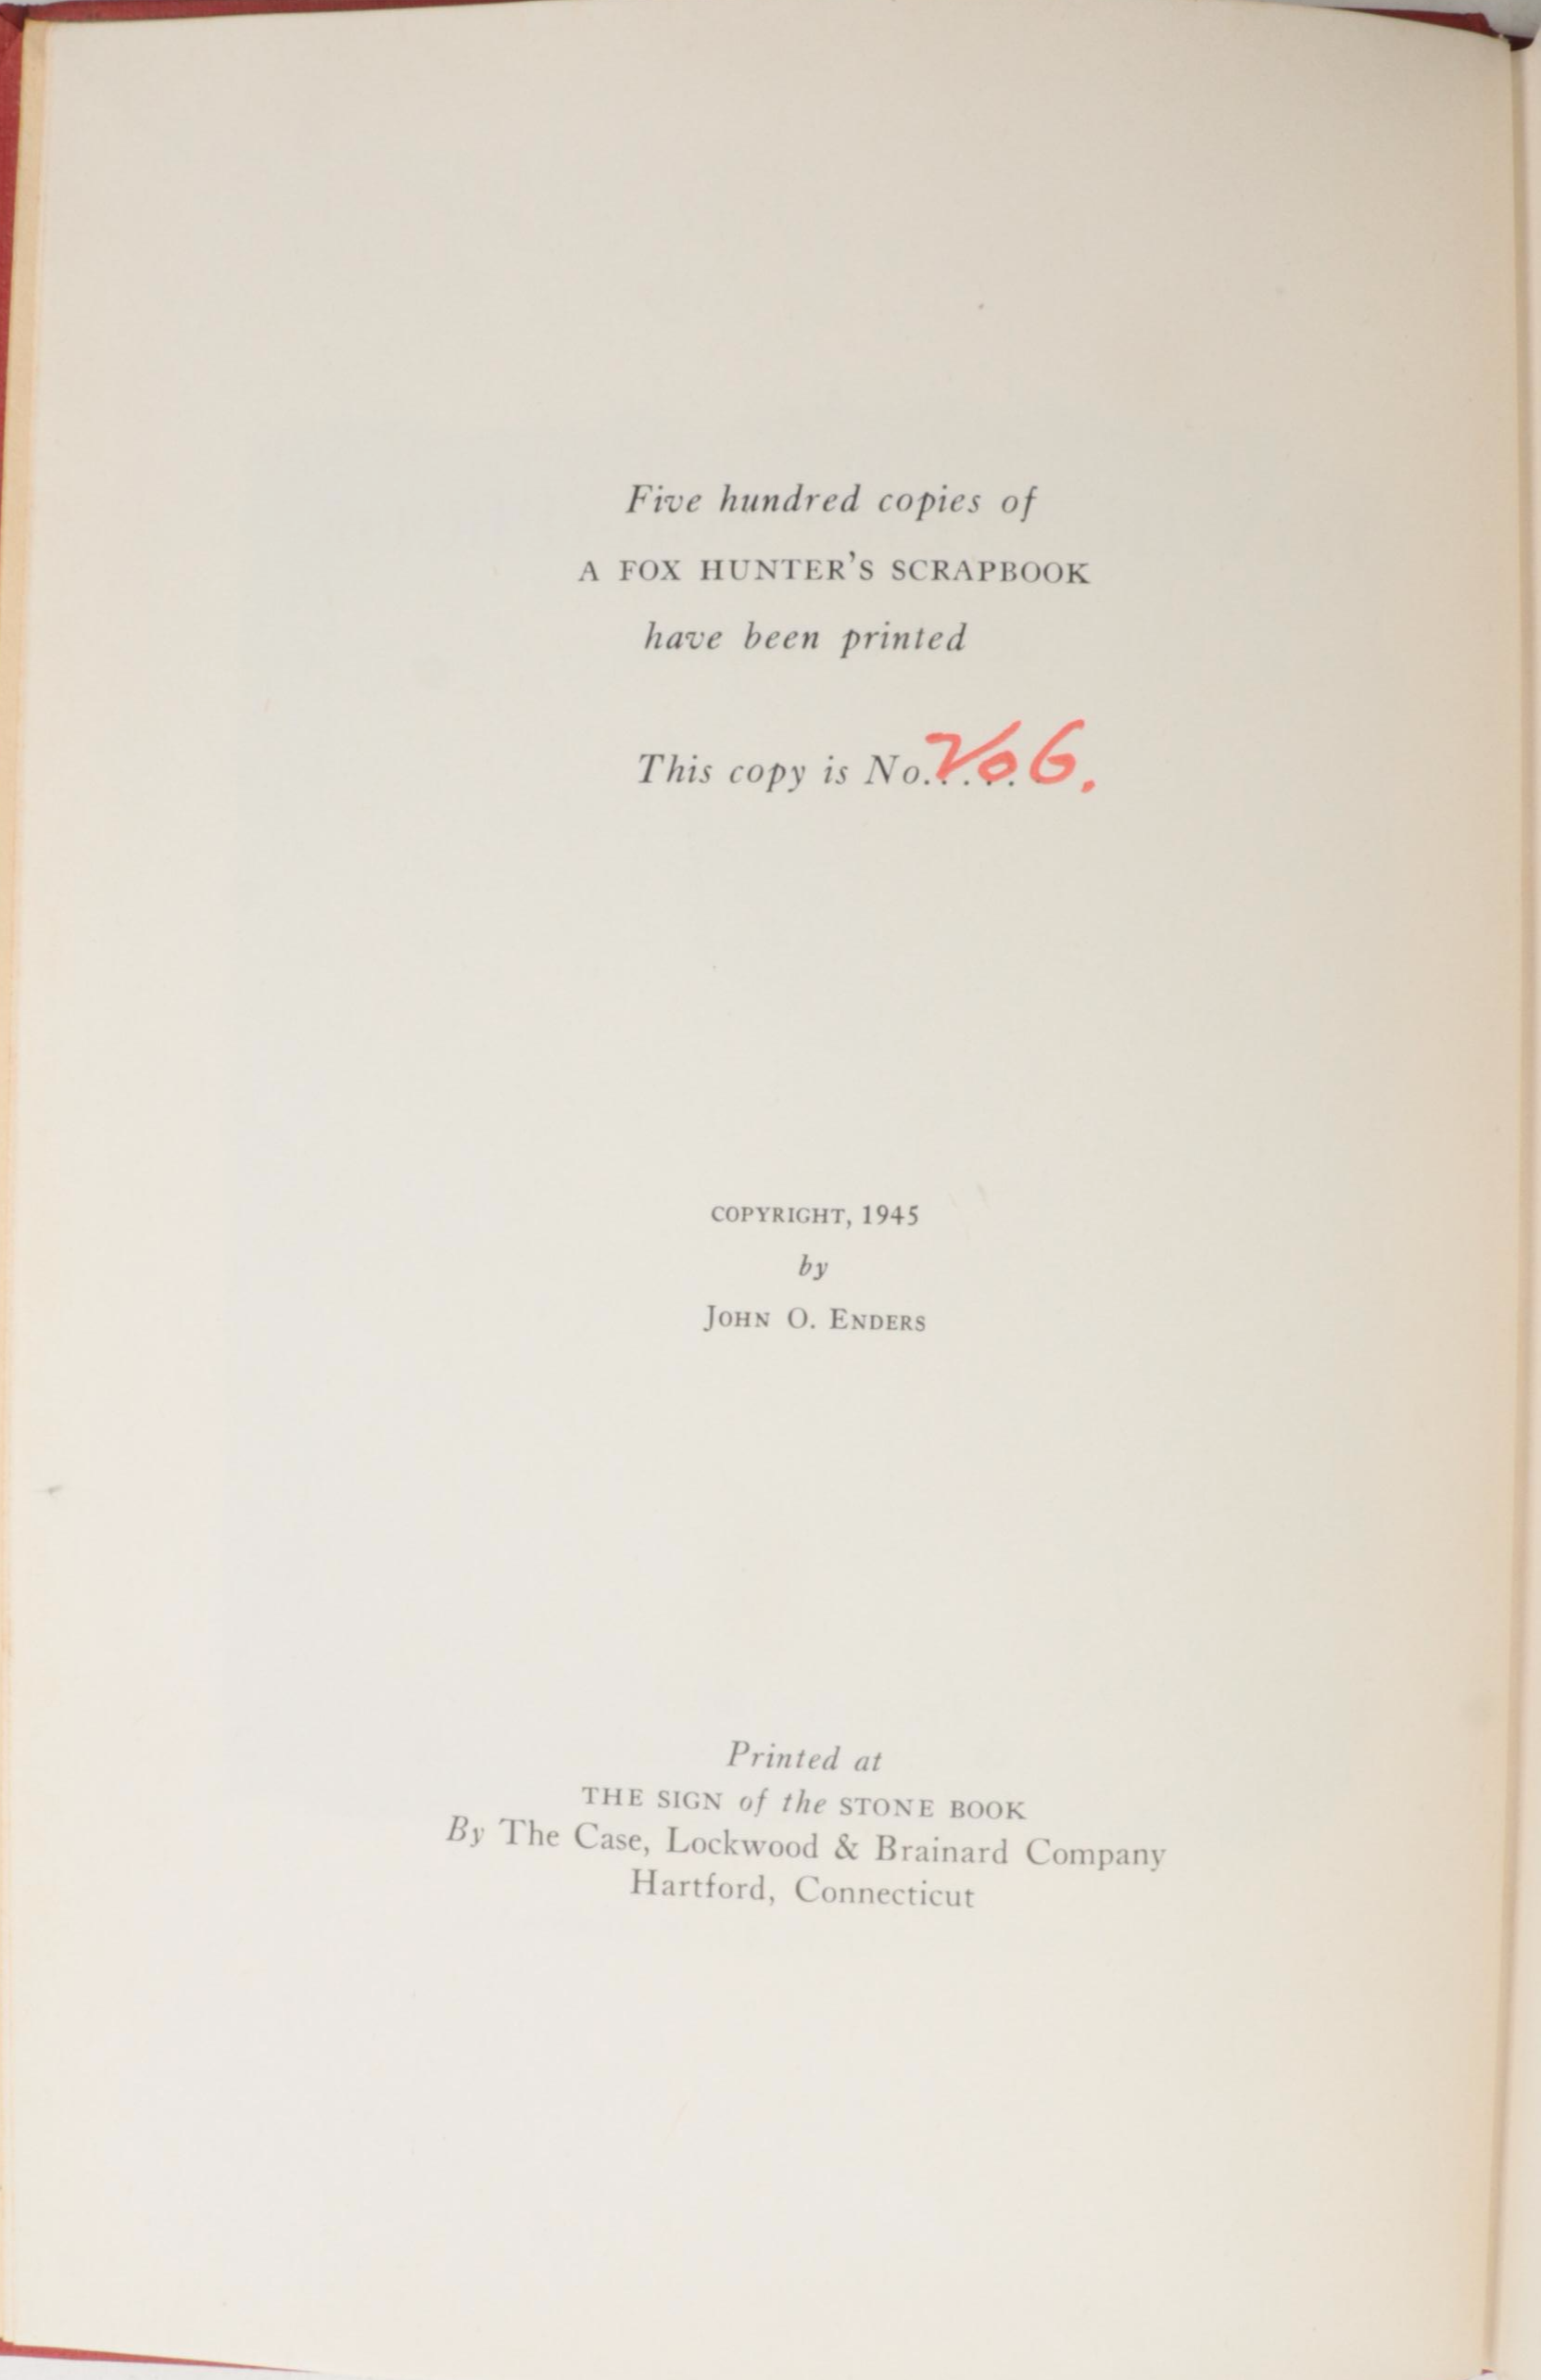 Five hundred copies of
A FOX HUNTER'S SCRAPBOOK
have been printed
This copy is No..... 206.
COPYRIGHT, 1945
by
JOHN O. ENDERS
Printed at
THE SIGN of the STONE BOOK
By The Case, Lockwood & Brainard Company
Hartford, Connecticut